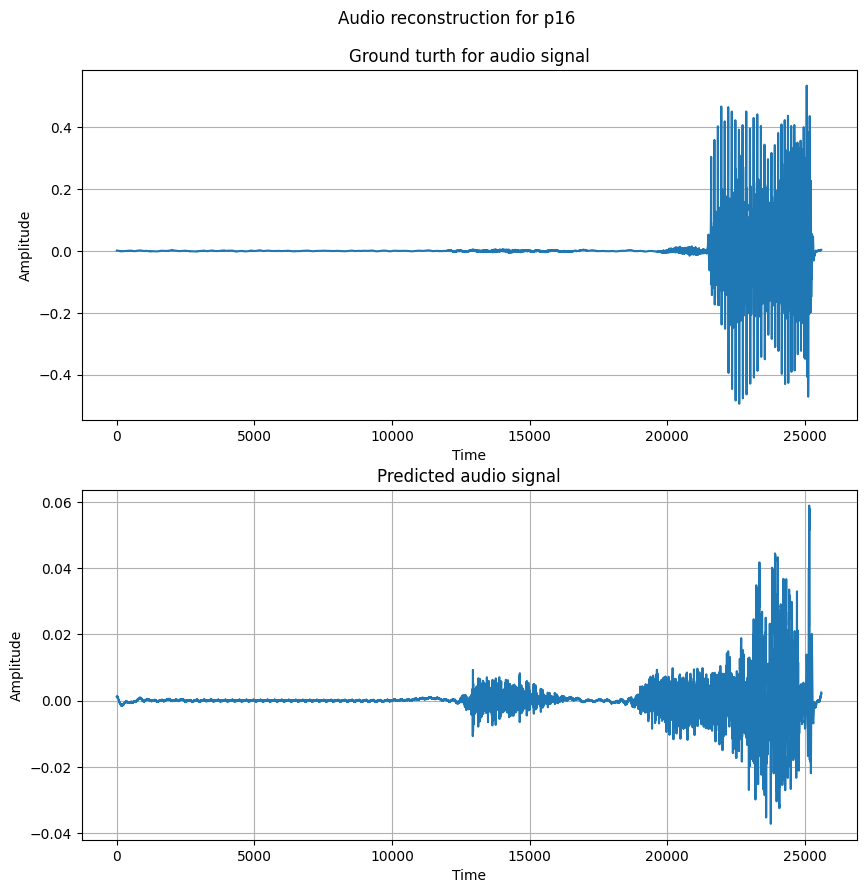 Audio reconstruction for p16
Ground turth for audio signal
Amplitude
0.4
0.2
0.0
−0.2
−0.4
0 5000 10000 15000 20000 25000
Time
Predicted audio signal
Amplitude
0.06
0.04
0.02
0.00
−0.02
−0.04
0 5000 10000 15000 20000 25000
Time